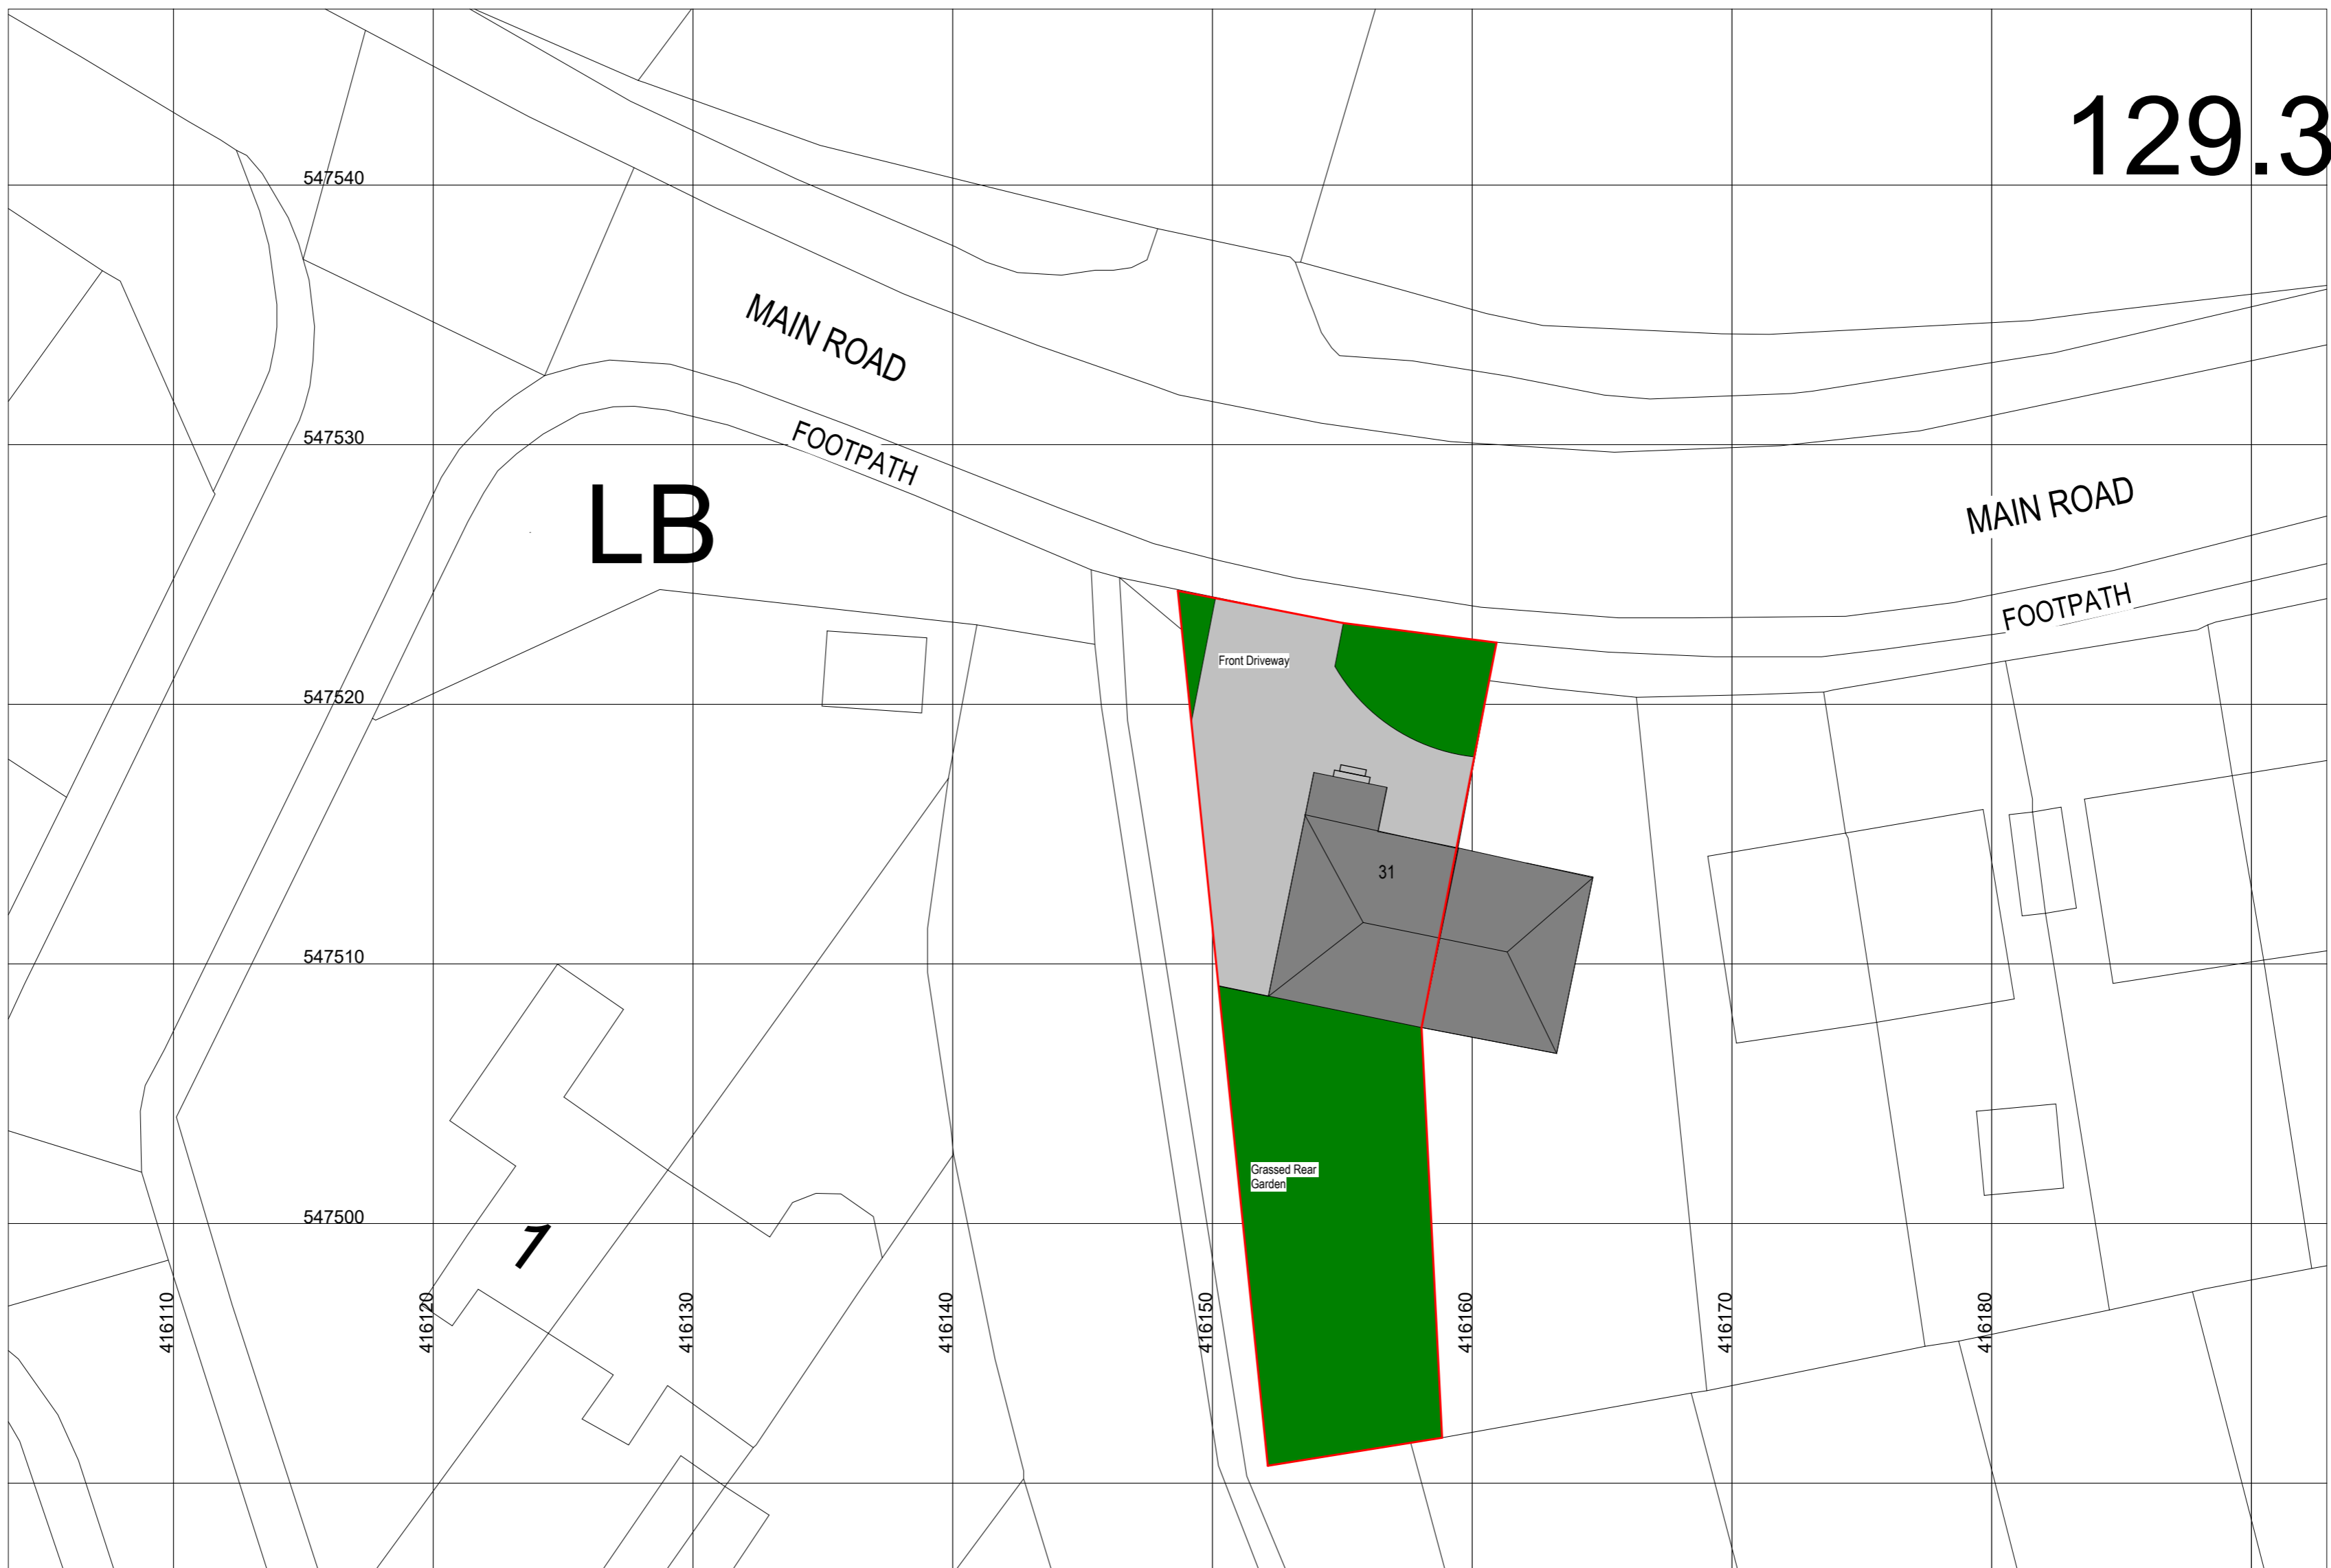 129.3
547540
MAIN ROAD
547530
FOOTPATH
LB
MAIN ROAD
FOOTPATH
Front Driveway
547520
31
547510
Grassed Rear
Garden
547500
1
416110
416120
416130
416140
416150
416160
416170
416180